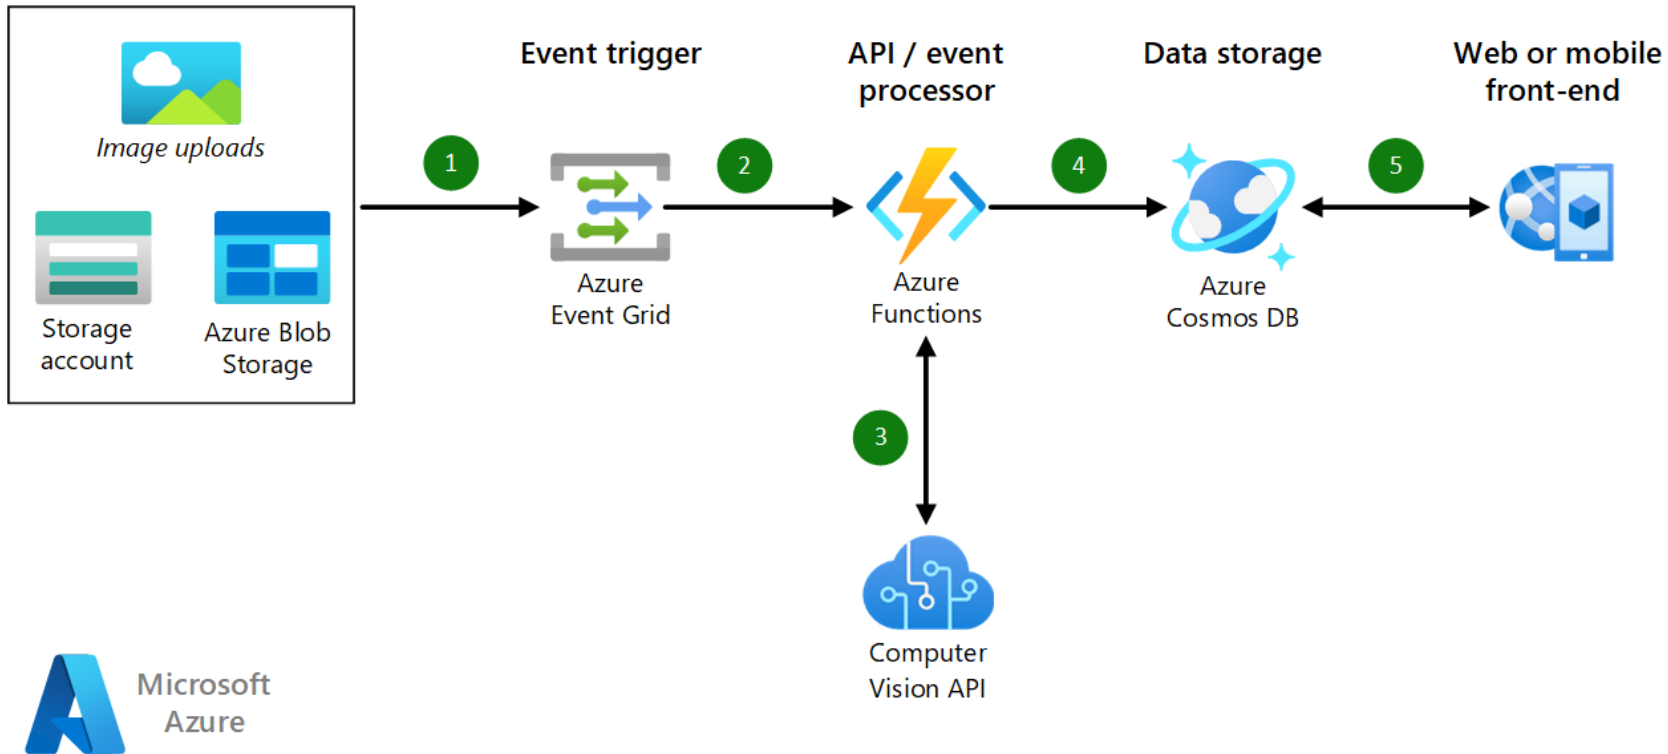 Image uploads
Storage
account
Azure Blob
Storage
1
Event trigger
Azure
Event Grid
2
API / event
processor
Azure
Functions
3
Computer
Vision API
4
Data storage
Azure
Cosmos DB
5
Web or mobile
front-end
Microsoft
Azure